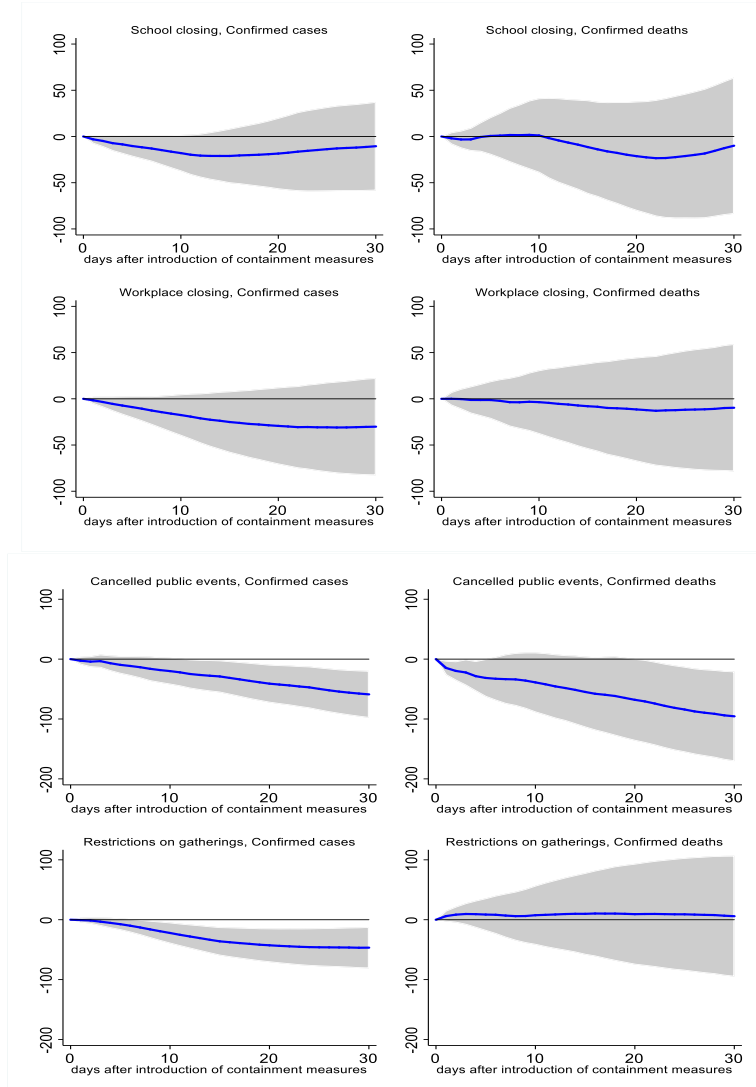 School closing, Confirmed cases
100
50
0
-50
-100
0 10 20 30
days after introduction of containment measures
School closing, Confirmed deaths
100
50
0
-50
-100
0 10 20 30
days after introduction of containment measures
Workplace closing, Confirmed cases
100
50
0
-50
-100
0 10 20 30
days after introduction of containment measures
Workplace closing, Confirmed deaths
100
50
0
-50
-100
0 10 20 30
days after introduction of containment measures
Cancelled public events, Confirmed cases
100
0
-100
-200
0 10 20 30
days after introduction of containment measures
Cancelled public events, Confirmed deaths
100
0
-100
-200
0 10 20 30
days after introduction of containment measures
Restrictions on gatherings, Confirmed cases
100
0
-100
-200
0 10 20 30
days after introduction of containment measures
Restrictions on gatherings, Confirmed deaths
100
0
-100
-200
0 10 20 30
days after introduction of containment measures